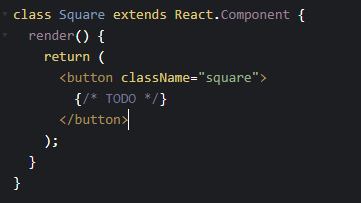 class Square extends React.Component {
  render() {
    return (
      <button className="square">
        {/* TODO */}
      </button>
    );
  }
}